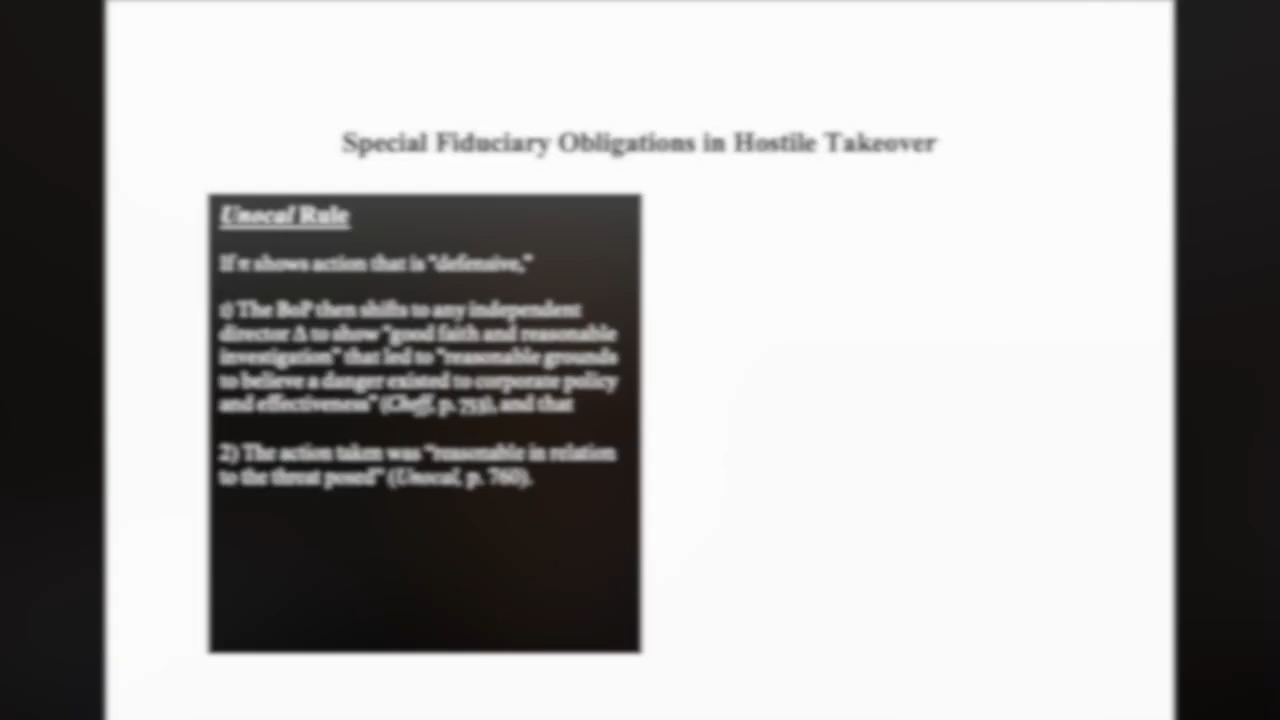 Special Fiduciary Obligations in Hostile Takeover
Unocal Rule
If π shows action that is "defensive,"
1) The BoP then shifts to any independent
director Δ to show "good faith and reasonable
investigation" that led to "reasonable grounds
to believe a danger existed to corporate policy
and effectiveness" (Cheff, p. 753), and that
2) The action taken was "reasonable in relation
to the threat posed" (Unocal, p. 760).